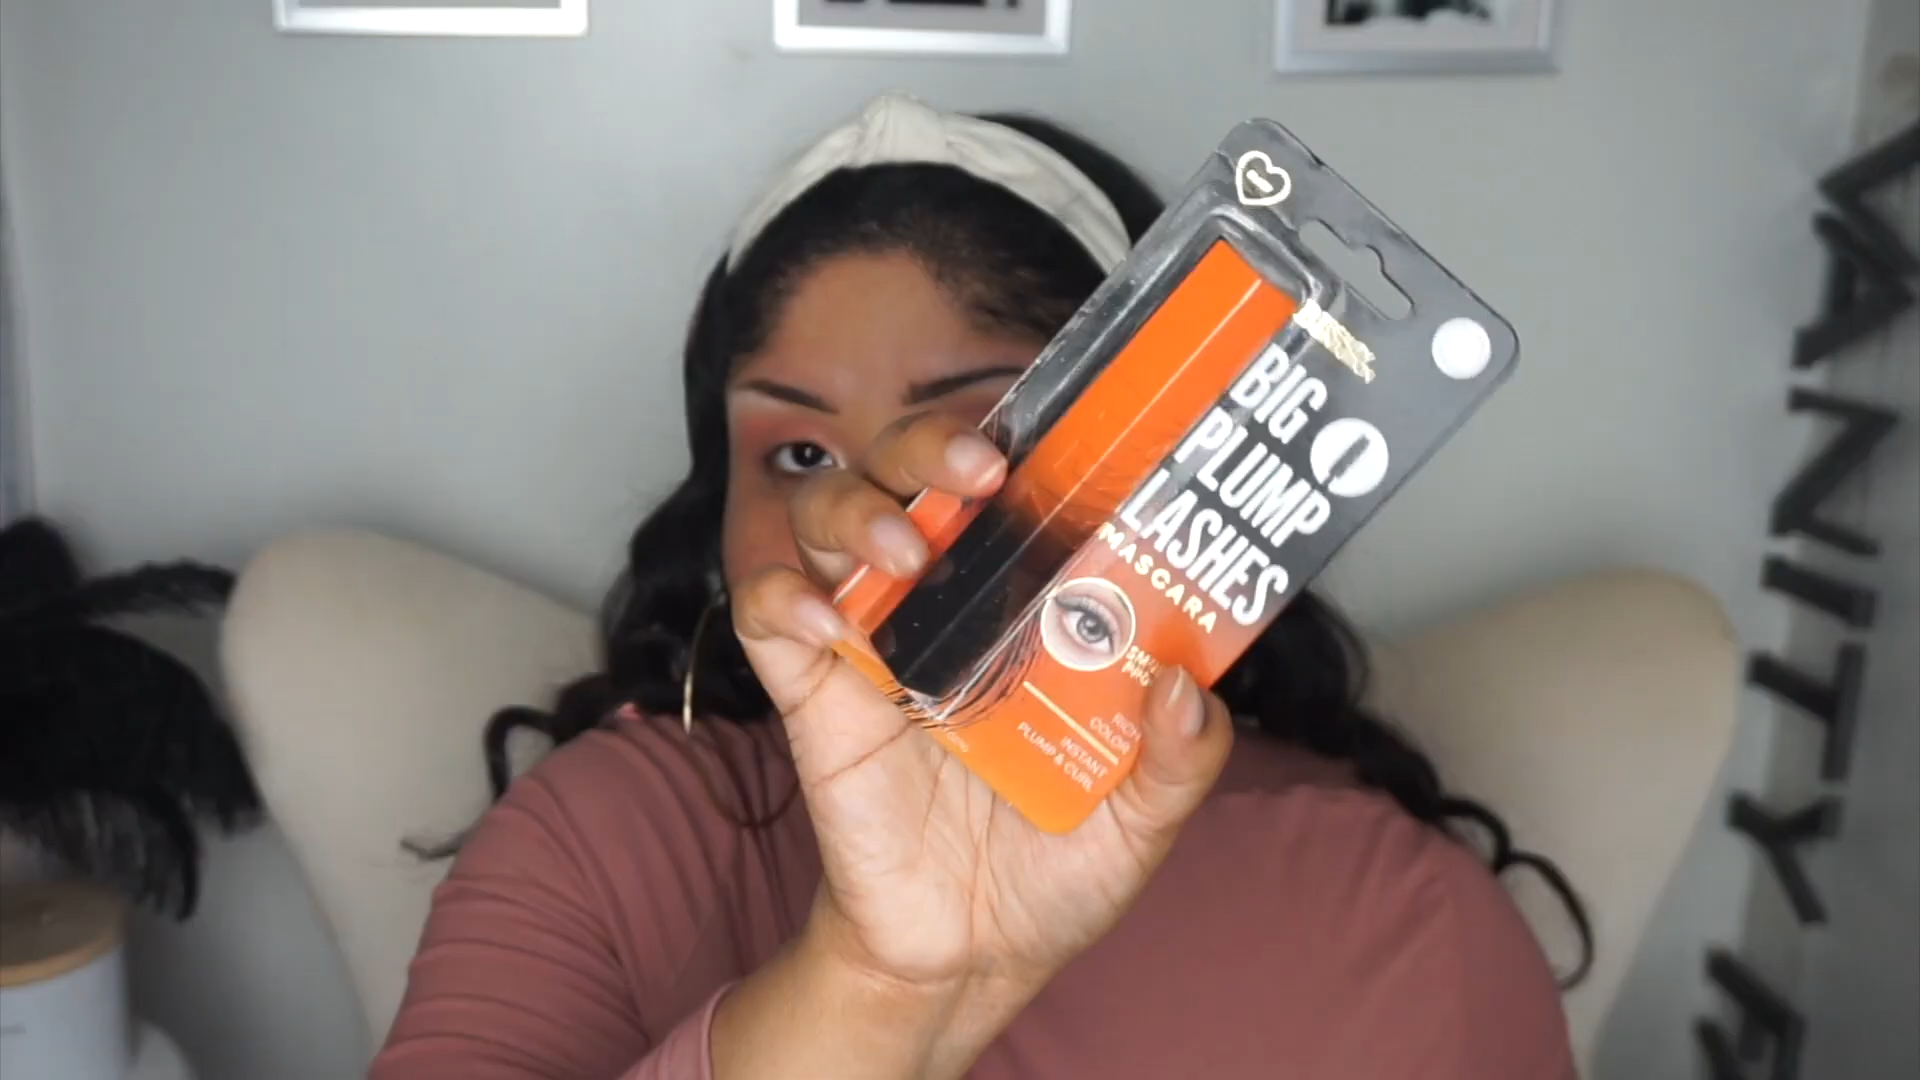 BIG
PLUMP
LASHES
MASCARA
RICH
COLOR
INSTANT
PLUMP & CURL